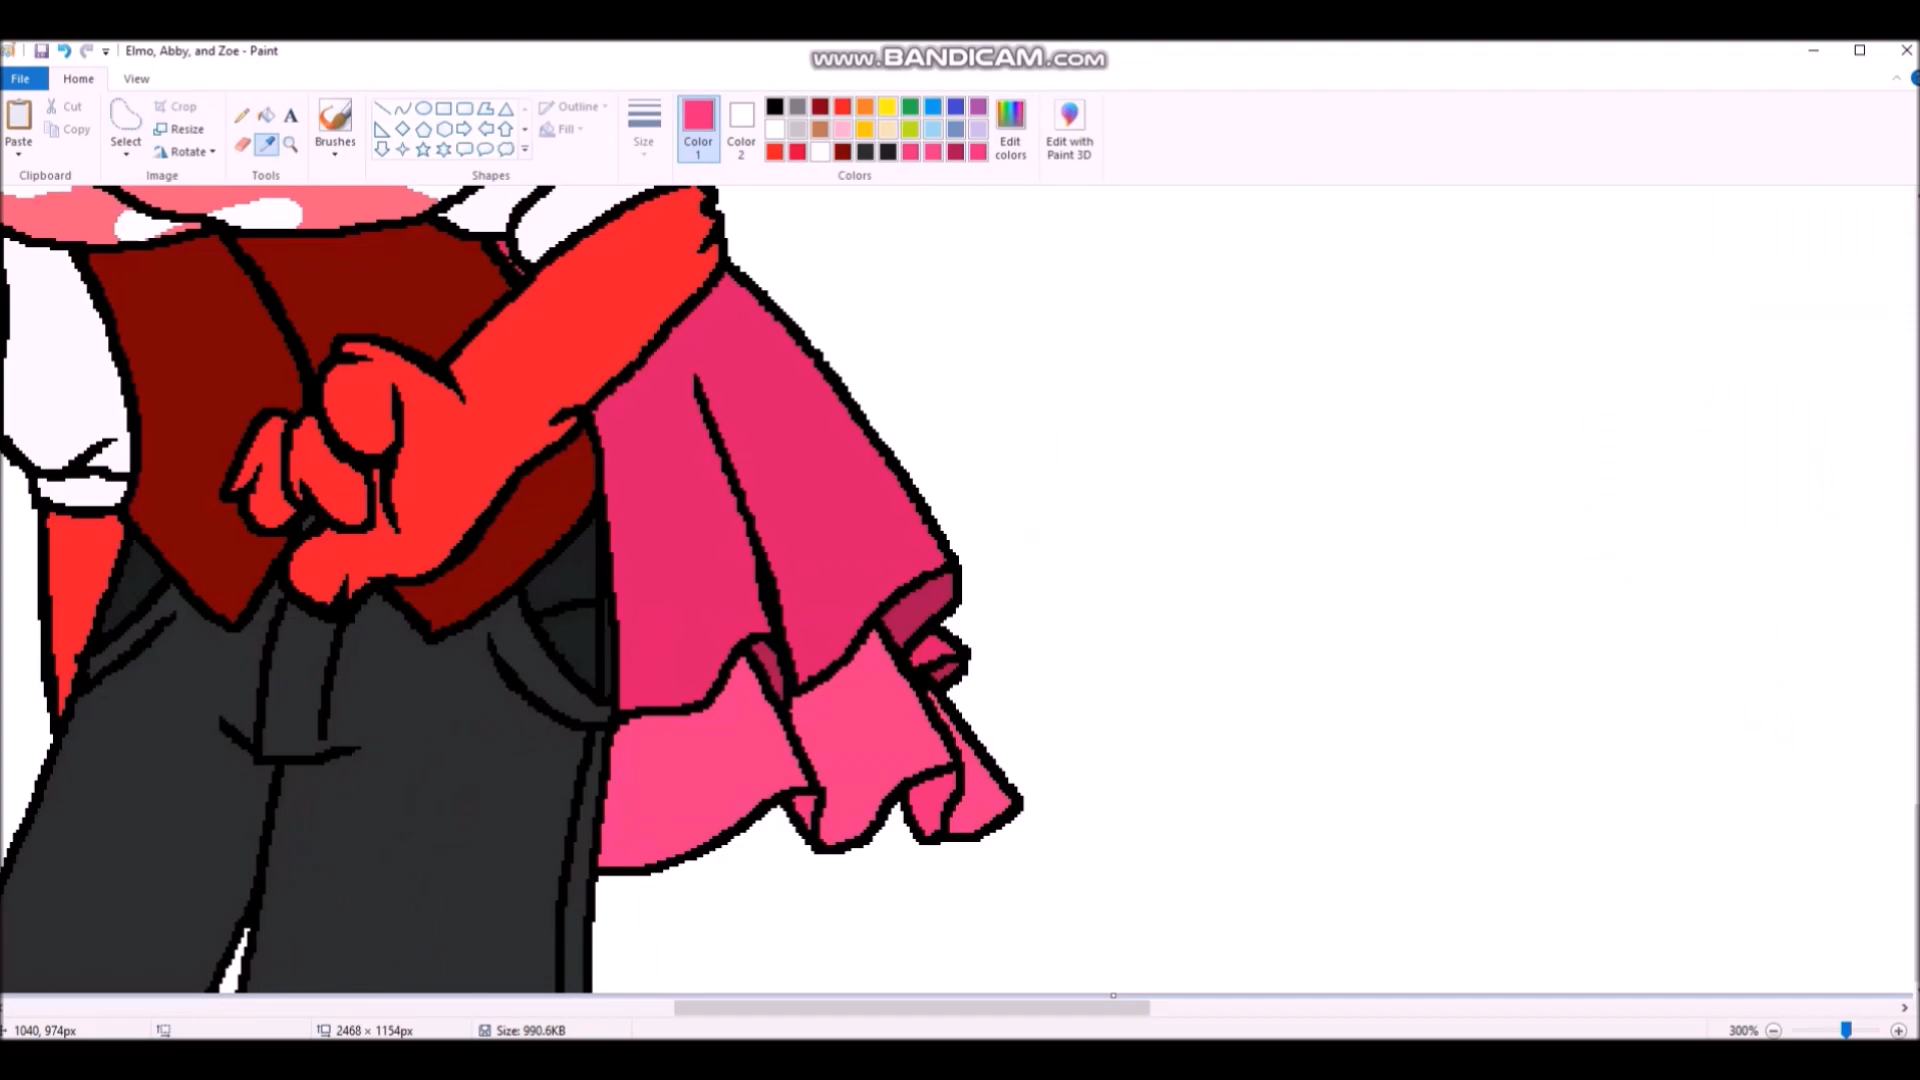 Elmo, Abby, and Zoe - Paint
www.BANDICAM.com
File
Home
View
Paste
Cut
Copy
Clipboard
Select
Crop
Resize
Rotate
Image
A
Tools
Brushes
Outline
Fill
Shapes
Size
Color 1
Color 2
Edit colors
Colors
Edit with Paint 3D
1040, 974px
2468 × 1154px
Size: 990.6KB
300%